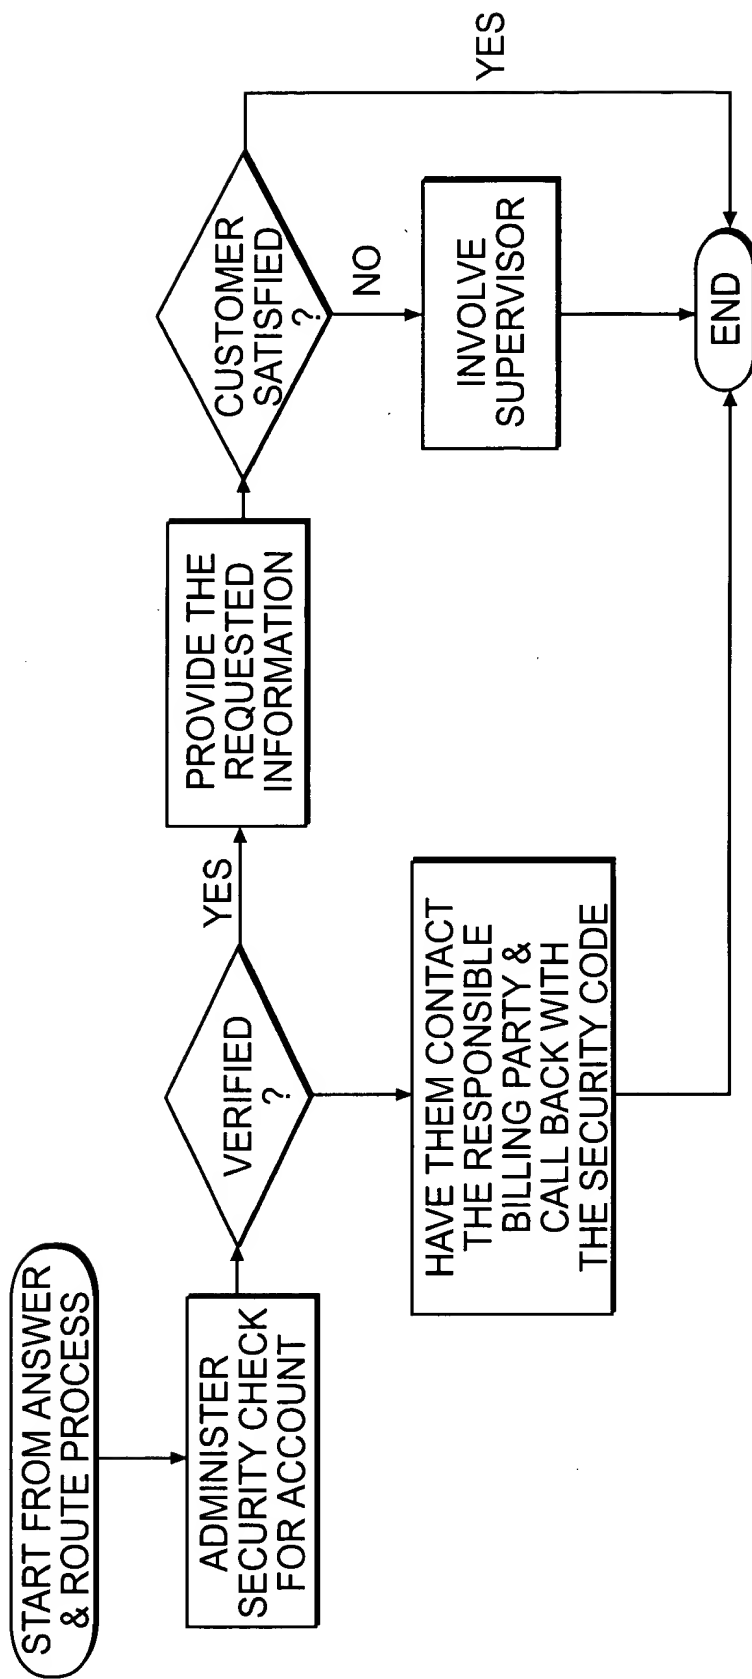 START FROM ANSWER
& ROUTE PROCESS
ADMINISTER
SECURITY CHECK
FOR ACCOUNT
VERIFIED
?
YES
PROVIDE THE
REQUESTED
INFORMATION
CUSTOMER
SATISFIED
?
YES
NO
HAVE THEM CONTACT
THE RESPONSIBLE
BILLING PARTY &
CALL BACK WITH
THE SECURITY CODE
INVOLVE
SUPERVISOR
END